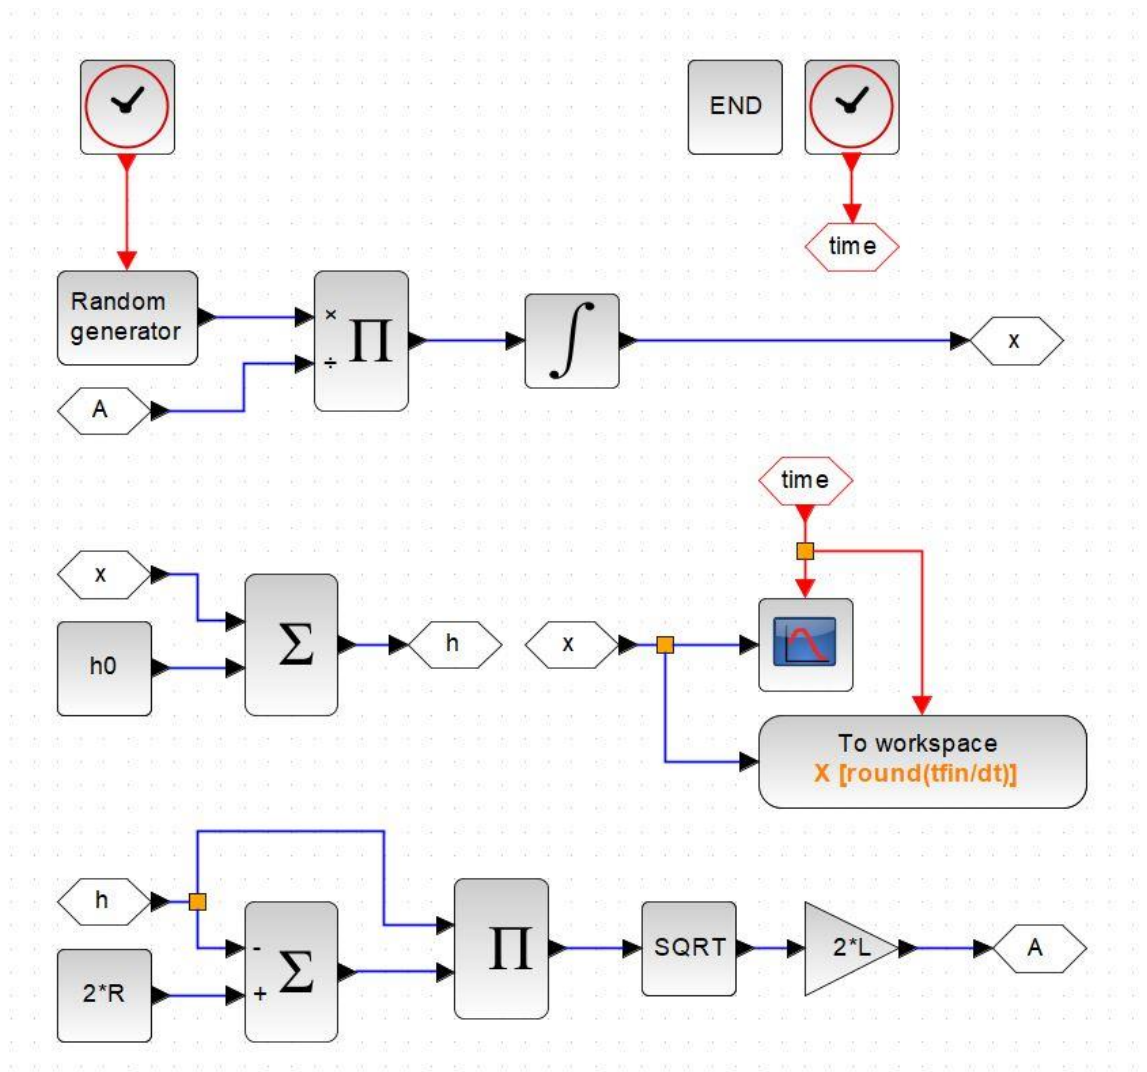 END
time
Random
generator
×
÷
∏
∫
x
A
time
x
h0
Σ
h
x
To workspace
X [round(tfin/dt)]
h
-
+
Σ
2*R
∏
SQRT
2*L
A